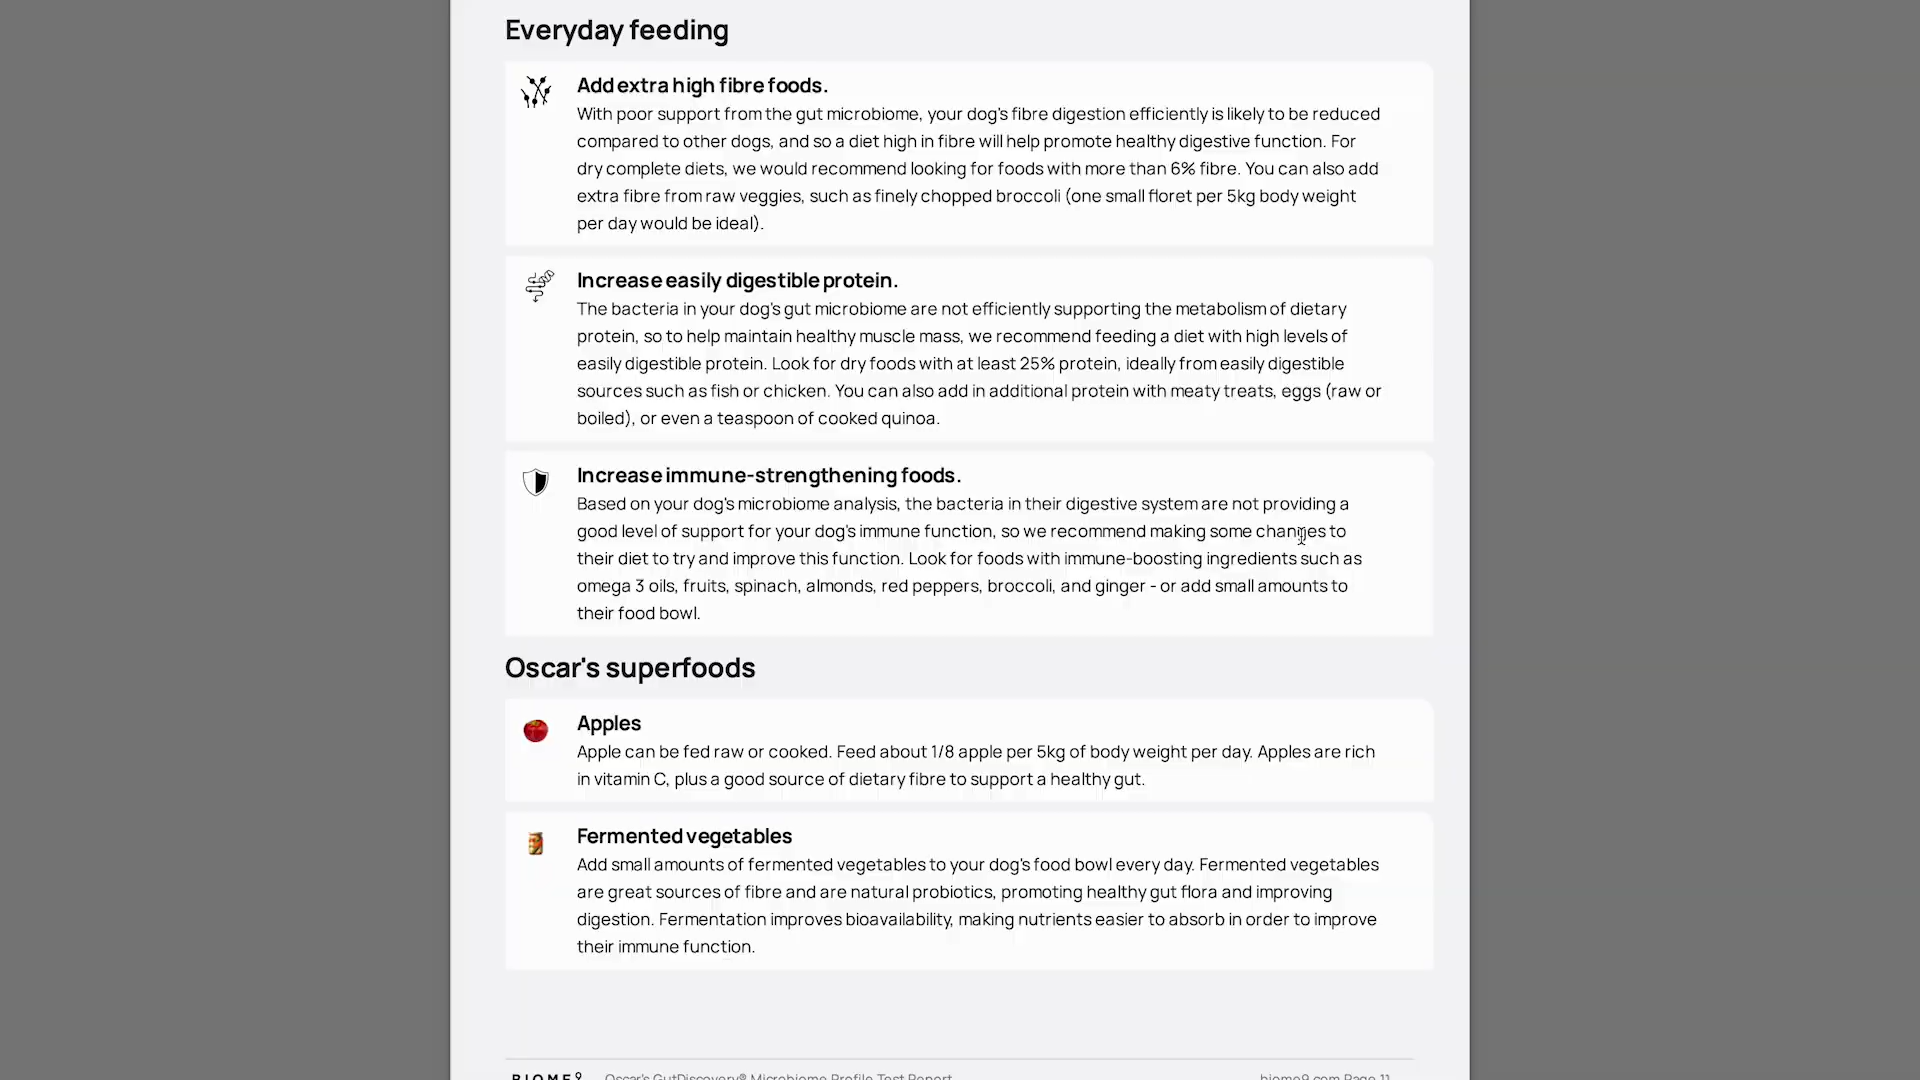 Everyday feeding
Add extra high fibre foods.
With poor support from the gut microbiome, your dog's fibre digestion efficiently is likely to be reduced
compared to other dogs, and so a diet high in fibre will help promote healthy digestive function. For
dry complete diets, we would recommend looking for foods with more than 6% fibre. You can also add
extra fibre from raw veggies, such as finely chopped broccoli (one small floret per 5kg body weight
per day would be ideal).
Increase easily digestible protein.
The bacteria in your dog's gut microbiome are not efficiently supporting the metabolism of dietary
protein, so to help maintain healthy muscle mass, we recommend feeding a diet with high levels of
easily digestible protein. Look for dry foods with at least 25% protein, ideally from easily digestible
sources such as fish or chicken. You can also add in additional protein with meaty treats, eggs (raw or
boiled), or even a teaspoon of cooked quinoa.
Increase immune-strengthening foods.
Based on your dog's microbiome analysis, the bacteria in their digestive system are not providing a
good level of support for your dog's immune function, so we recommend making some changes to
their diet to try and improve this function. Look for foods with immune-boosting ingredients such as
omega 3 oils, fruits, spinach, almonds, red peppers, broccoli, and ginger - or add small amounts to
their food bowl.
Oscar's superfoods
Apples
Apple can be fed raw or cooked. Feed about 1/8 apple per 5kg of body weight per day. Apples are rich
in vitamin C, plus a good source of dietary fibre to support a healthy gut.
Fermented vegetables
Add small amounts of fermented vegetables to your dog's food bowl every day. Fermented vegetables
are great sources of fibre and are natural probiotics, promoting healthy gut flora and improving
digestion. Fermentation improves bioavailability, making nutrients easier to absorb in order to improve
their immune function.
BIOME9 Oscar's GutDiscovery® Microbiome Profile Test Report biome9.com Page 11